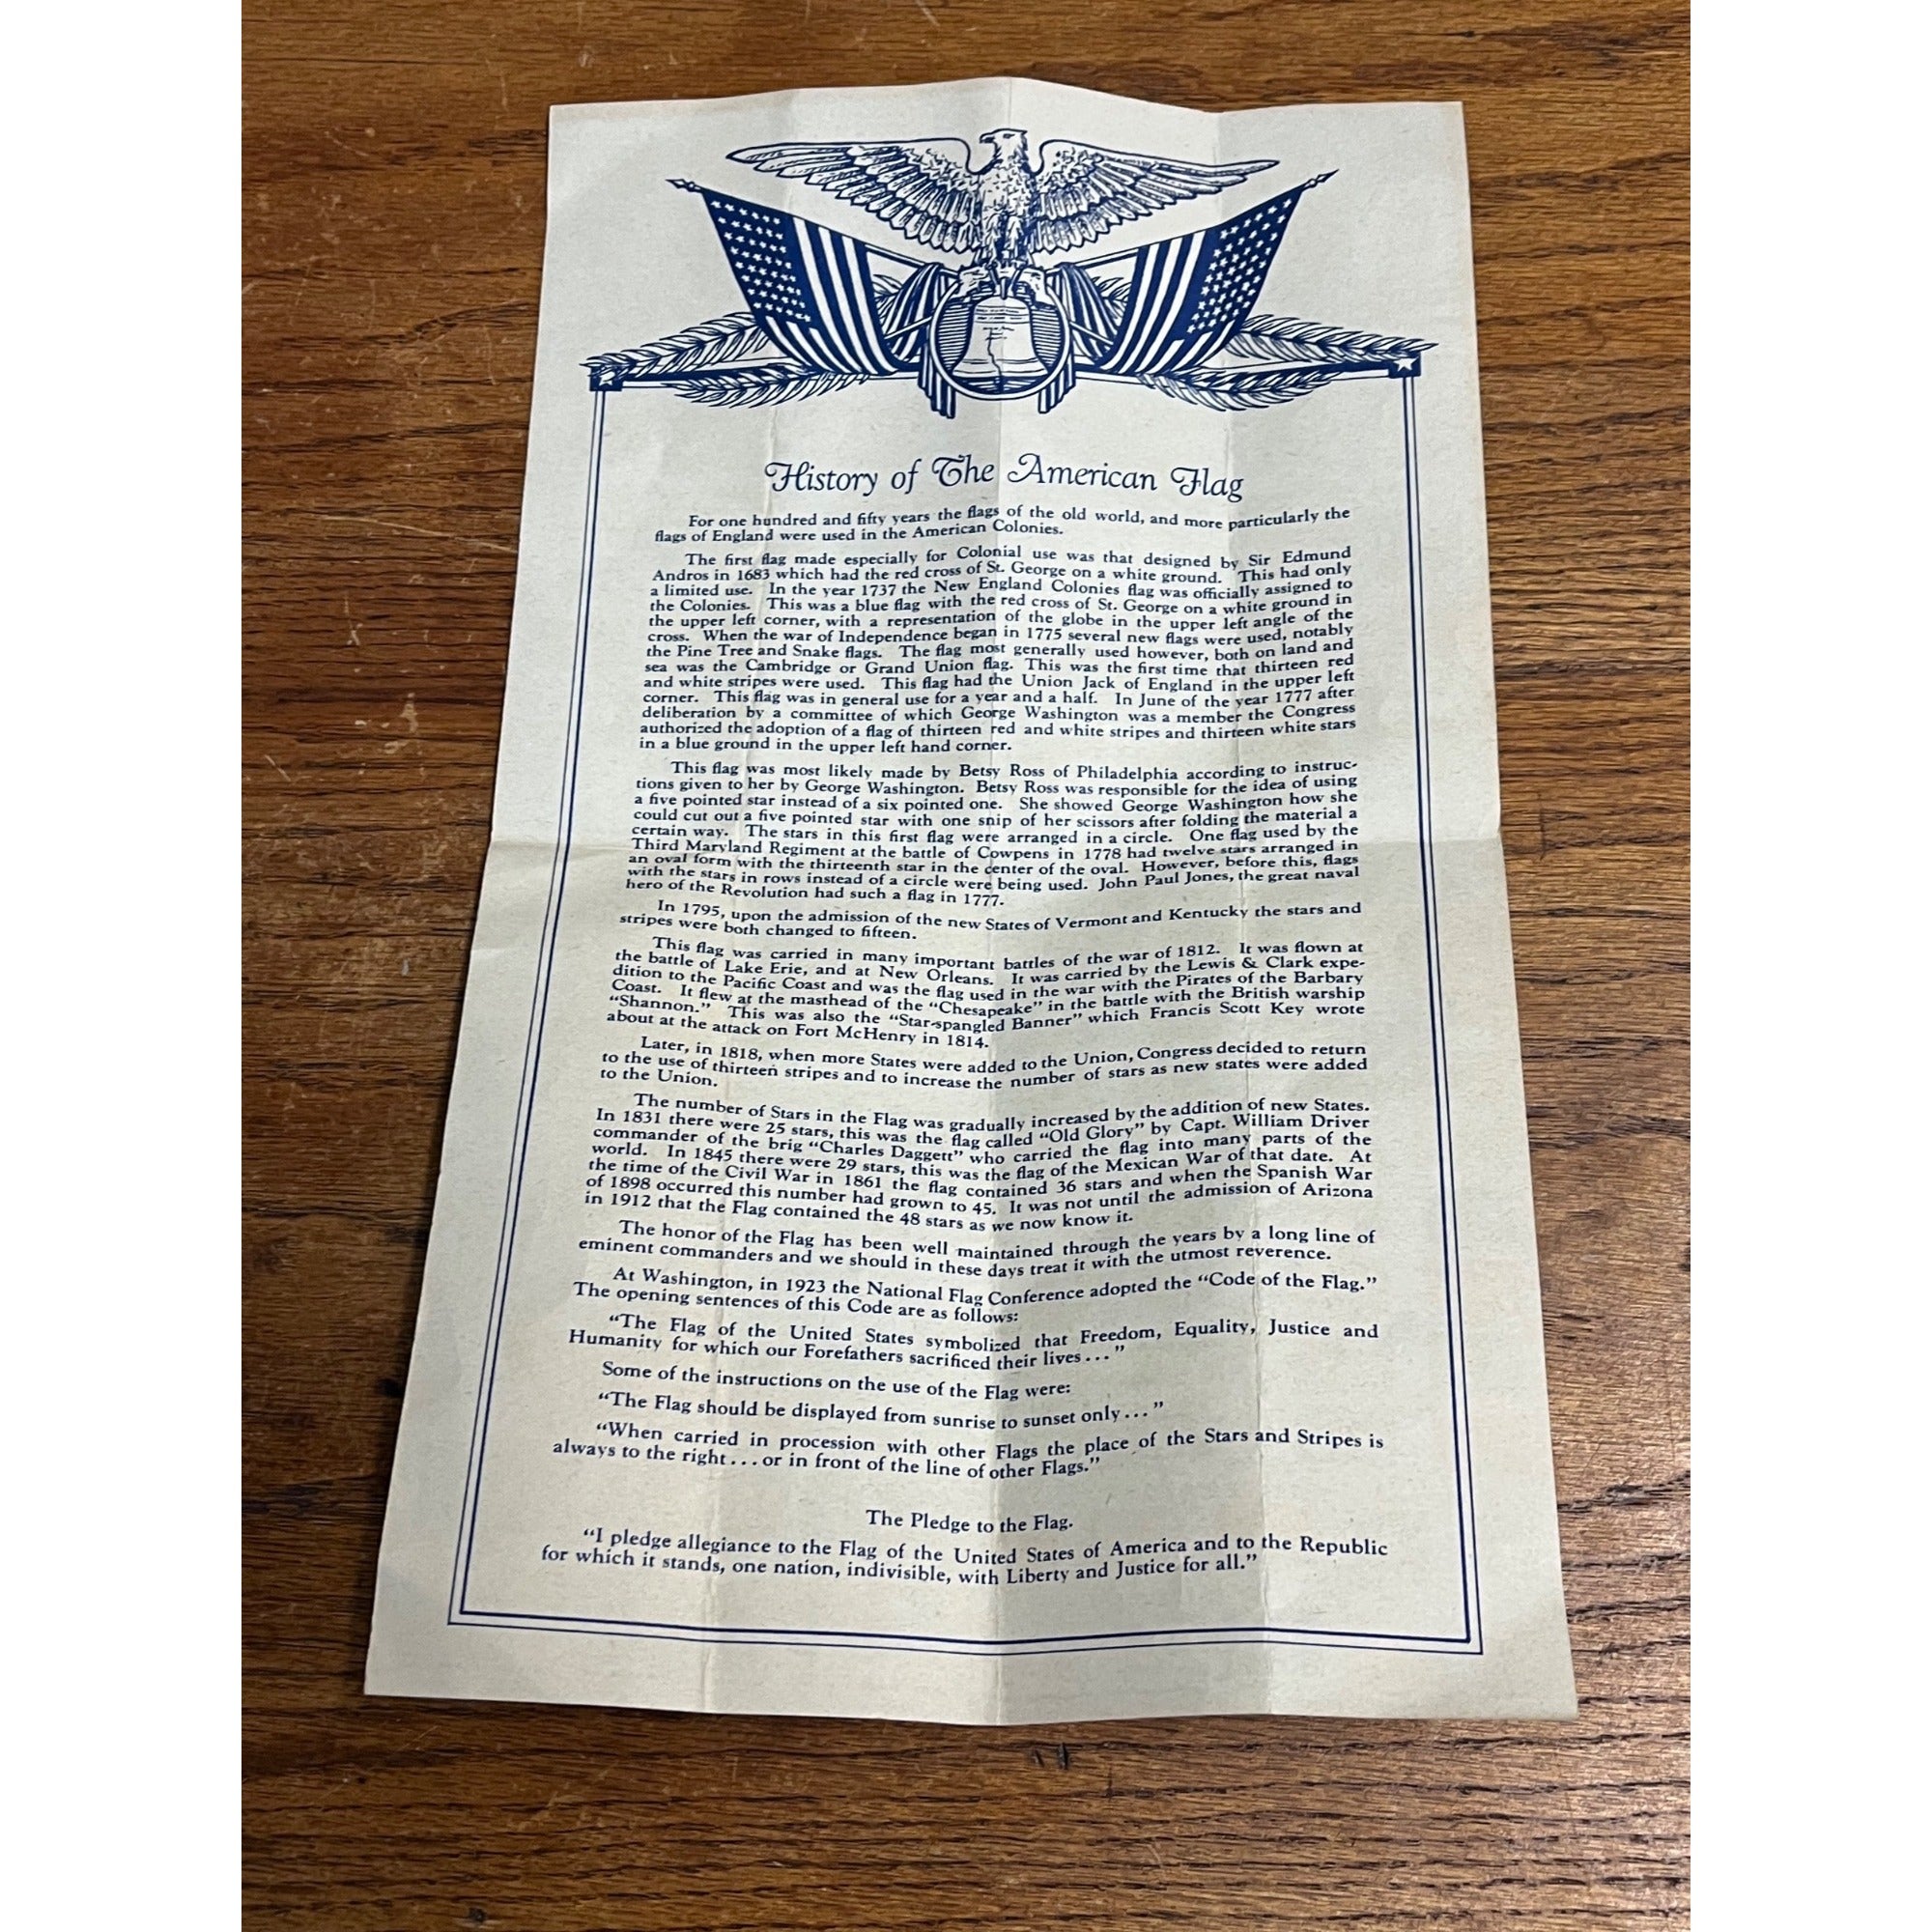 History of The American Flag
For one hundred and fifty years the flags of the old world, and more particularly the
flags of England were used in the American Colonies.
The first flag made especially for Colonial use was that designed by Sir Edmund
Andros in 1683 which had the red cross of St. George on a white ground. This had only
a limited use. In the year 1737 the New England Colonies flag was officially assigned to
the Colonies. This was a blue flag with the red cross of St. George on a white ground in
the upper left corner, with a representation of the globe in the upper left angle of the
cross. When the war of Independence began in 1775 several new flags were used, notably
the Pine Tree and Snake flags. The flag most generally used however, both on land and
sea was the Cambridge or Grand Union flag. This was the first time that thirteen red
and white stripes were used. This flag had the Union Jack of England in the upper left
corner. This flag was in general use for a year and a half. In June of the year 1777 after
deliberation by a committee of which George Washington was a member the Congress
authorized the adoption of a flag of thirteen red and white stripes and thirteen white stars
in a blue ground in the upper left hand corner.
This flag was most likely made by Betsy Ross of Philadelphia according to instruc-
tions given to her by George Washington. Betsy Ross was responsible for the idea of using
a five pointed star instead of a six pointed one. She showed George Washington how she
could cut out a five pointed star with one snip of her scissors after folding the material a
certain way. The stars in this first flag were arranged in a circle. One flag used by the
Third Maryland Regiment at the battle of Cowpens in 1778 had twelve stars arranged in
an oval form with the thirteenth star in the center of the oval. However, before this, flags
with the stars in rows instead of a circle were being used. John Paul Jones, the great naval
hero of the Revolution had such a flag in 1777.
In 1795, upon the admission of the new States of Vermont and Kentucky the stars and
stripes were both changed to fifteen.
This flag was carried in many important battles of the war of 1812. It was flown at
the battle of Lake Erie, and at New Orleans. It was carried by the Lewis & Clark expe-
dition to the Pacific Coast and was the flag used in the war with the Pirates of the Barbary
Coast. It flew at the masthead of the "Chesapeake" in the battle with the British warship
"Shannon." This was also the "Star-spangled Banner" which Francis Scott Key wrote
about at the attack on Fort McHenry in 1814.
Later, in 1818, when more States were added to the Union, Congress decided to return
to the use of thirteen stripes and to increase the number of stars as new states were added
to the Union.
The number of Stars in the Flag was gradually increased by the addition of new States.
In 1831 there were 25 stars, this was the flag called "Old Glory" by Capt. William Driver
commander of the brig "Charles Daggett" who carried the flag into many parts of the
world. In 1845 there were 29 stars, this was the flag of the Mexican War of that date. At
the time of the Civil War in 1861 the flag contained 36 stars and when the Spanish War
of 1898 occurred this number had grown to 45. It was not until the admission of Arizona
in 1912 that the Flag contained the 48 stars as we now know it.
The honor of the Flag has been well maintained through the years by a long line of
eminent commanders and we should in these days treat it with the utmost reverence.
At Washington, in 1923 the National Flag Conference adopted the "Code of the Flag."
The opening sentences of this Code are as follows:
"The Flag of the United States symbolized that Freedom, Equality, Justice and
Humanity for which our Forefathers sacrificed their lives..."
Some of the instructions on the use of the Flag were:
"The Flag should be displayed from sunrise to sunset only..."
"When carried in procession with other Flags the place of the Stars and Stripes is
always to the right...or in front of the line of other Flags."
The Pledge to the Flag.
"I pledge allegiance to the Flag of the United States of America and to the Republic
for which it stands, one nation, indivisible, with Liberty and Justice for all."